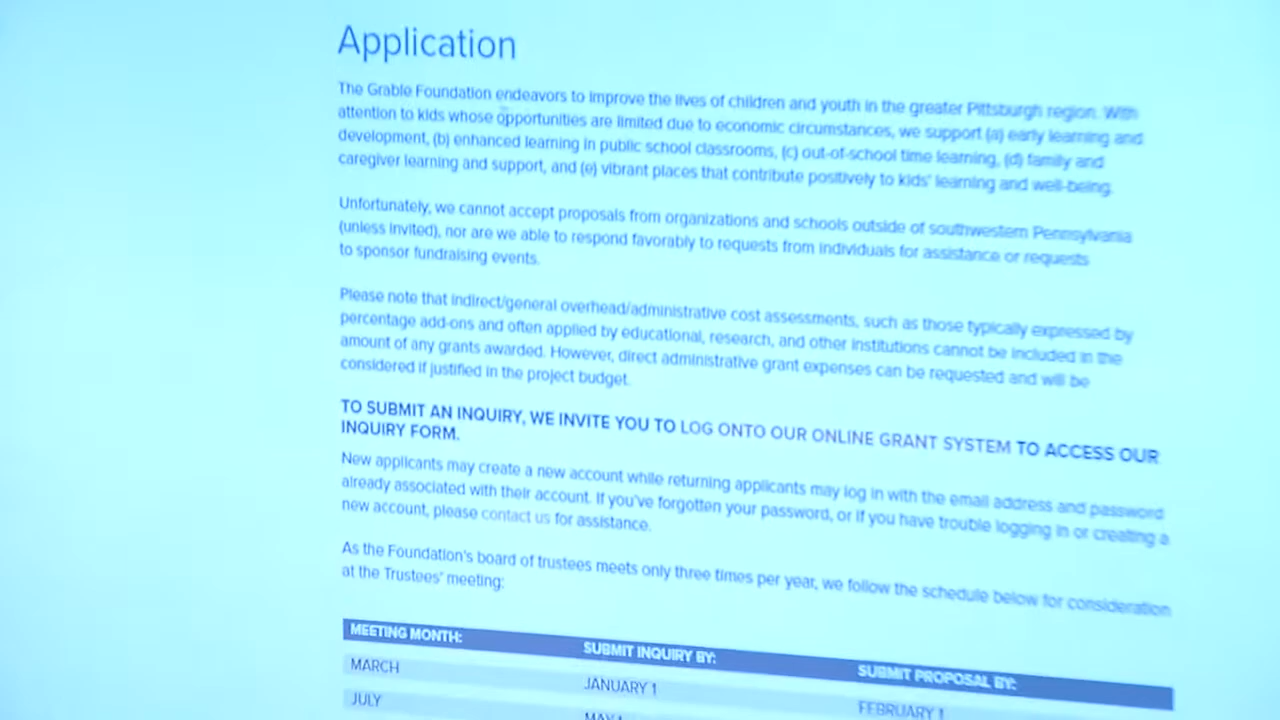 Application
The Grable Foundation endeavors to improve the lives of children and youth in the greater Pittsburgh region. With
attention to kids whose opportunities are limited due to economic circumstances, we support (a) early learning and
development, (b) enhanced learning in public school classrooms, (c) out-of-school time learning, (d) family and
caregiver learning and support, and (e) vibrant places that contribute positively to kids' learning and well-being.
Unfortunately, we cannot accept proposals from organizations and schools outside of southwestern Pennsylvania
(unless invited), nor are we able to respond favorably to requests from individuals for assistance or requests
to sponsor fundraising events.
Please note that indirect/general overhead/administrative cost assessments, such as those typically expressed by
percentage add-ons and often applied by educational, research, and other institutions cannot be included in the
amount of any grants awarded. However, direct administrative grant expenses can be requested and will be
considered if justified in the project budget.
TO SUBMIT AN INQUIRY, WE INVITE YOU TO LOG ONTO OUR ONLINE GRANT SYSTEM TO ACCESS OUR
INQUIRY FORM.
New applicants may create a new account while returning applicants may log in with the email address and password
already associated with their account. If you've forgotten your password, or if you have trouble logging in or creating a
new account, please contact us for assistance.
As the Foundation's board of trustees meets only three times per year, we follow the schedule below for consideration
at the Trustees' meeting:
MEETING MONTH: SUBMIT INQUIRY BY: SUBMIT PROPOSAL BY:
MARCH JANUARY 1 FEBRUARY 1
JULY MAY 1